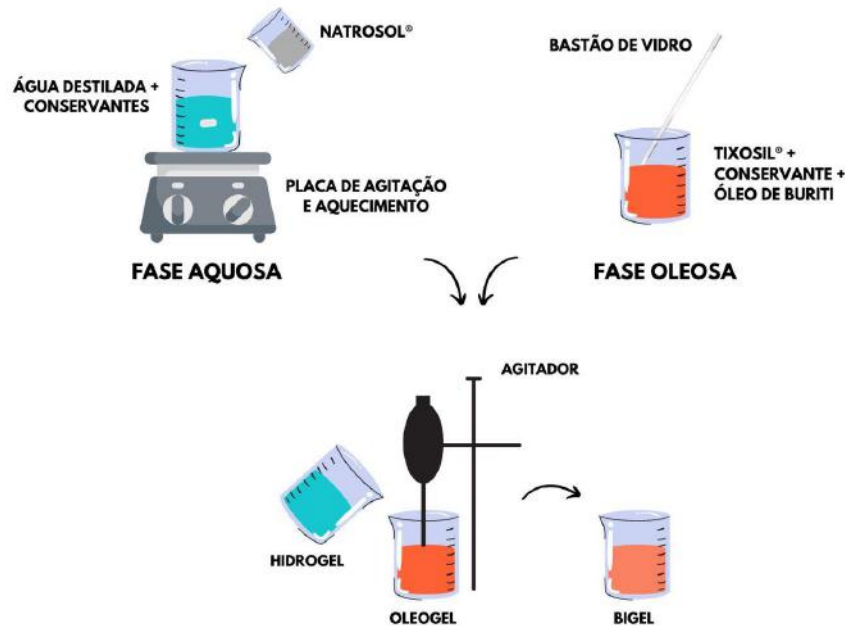 NATROSOL®
ÁGUA DESTILADA +
CONSERVANTES
PLACA DE AGITAÇÃO
E AQUECIMENTO
FASE AQUOSA
BASTÃO DE VIDRO
TIXOSIL® +
CONSERVANTE +
ÓLEO DE BURITI
FASE OLEOSA
AGITADOR
HIDROGEL
OLEOGEL
BIGEL